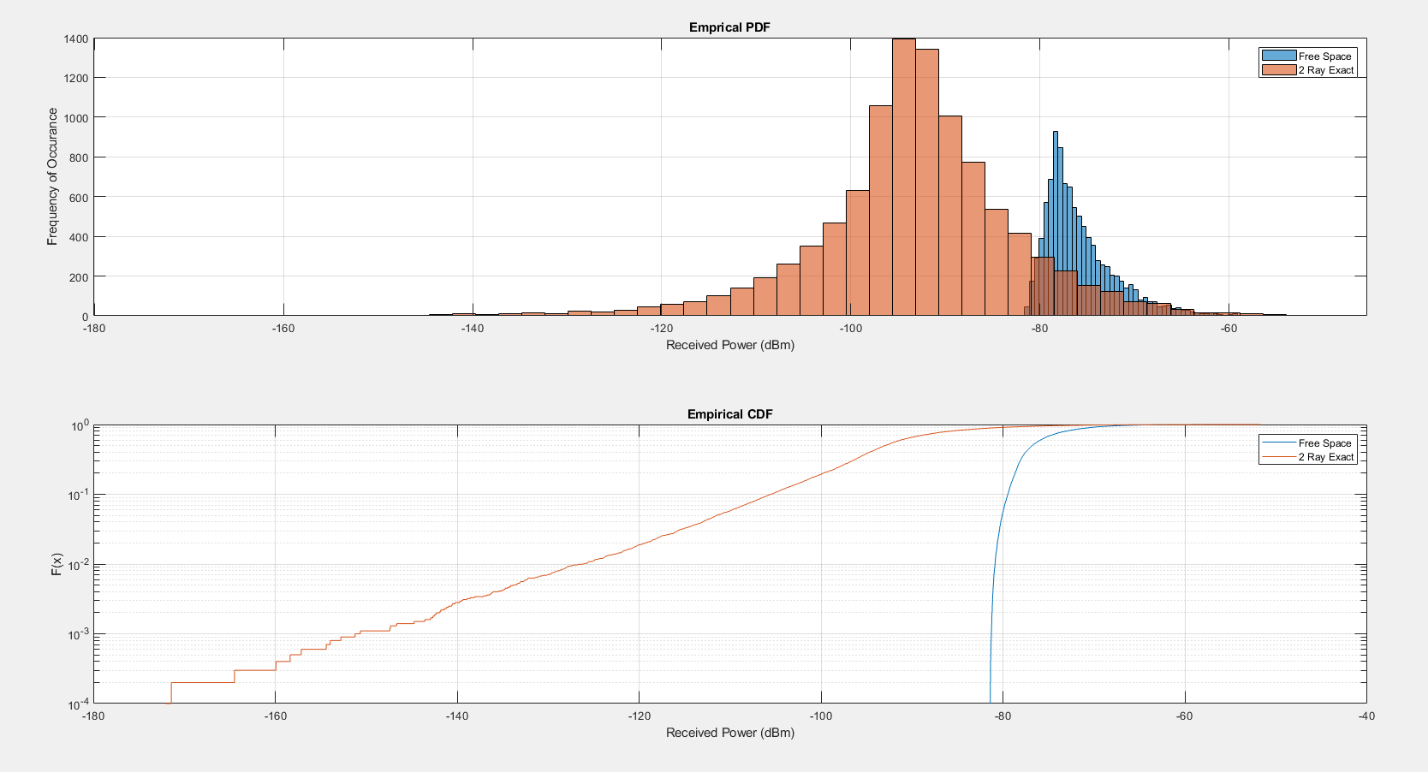 Emprical PDF
1400
1200
1000
800
600
400
200
0
Frequency of Occurance
Free Space
2 Ray Exact
-180 -160 -140 -120 -100 -80 -60
Received Power (dBm)
Empirical CDF
10^0
10^-1
10^-2
10^-3
10^-4
F(x)
Free Space
2 Ray Exact
-180 -160 -140 -120 -100 -80 -60 -40
Received Power (dBm)